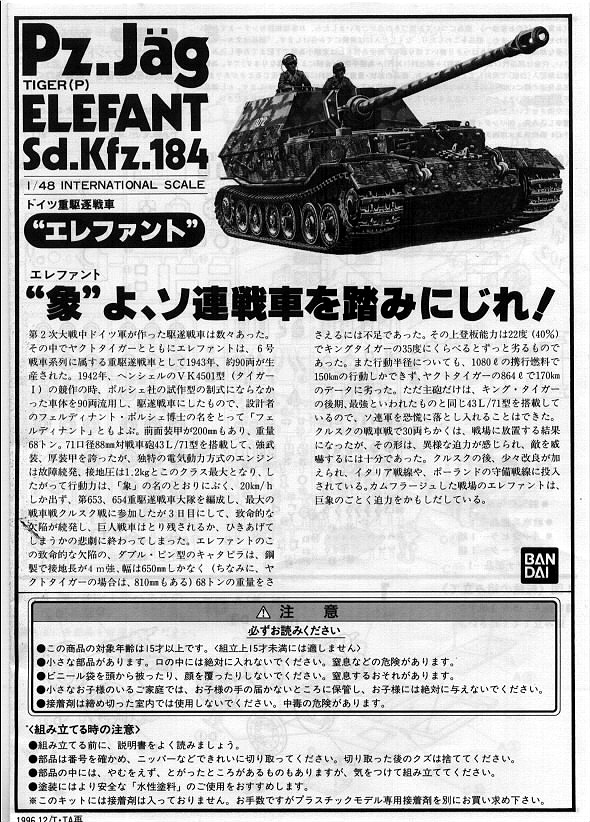 Pz.Jäg
TIGER(P)
ELEFANT
Sd.Kfz.184
1/48 INTERNATIONAL SCALE
ドイツ重駆逐戦車
“エレファント”
エレファント
“象”よ、ソ連戦車を踏みにじれ!
第2次大戦中ドイツ軍が作った駆逐戦車は数々あった。
その中でヤクトタイガーとともにエレファントは、6号
戦車系列に属する重駆逐戦車として1943年、約90両が生
産された。1942年、ヘンシェルのVK4501型(タイガー
I)の競作の時、ポルシェ社の試作型の制式にならなか
った車体を90両流用し、駆逐戦車にしたもので、設計者
のフェルディナント・ポルシェ博士の名をとって「フェ
ルディナント」ともよぶ。前面装甲が200mmもあり、重量
68トン。71口径88mm対戦車砲43L/71型を搭載して、強武
装、厚装甲を誇ったが、独特の電気動力方式のエンジン
は故障続発、接地圧は1.2kgとこのクラス最大となり、し
たがって行動力は、「象」の名のとおりにぶく、20km/h
しか出ず、第653、654重駆逐戦車大隊を編成し、最大の
戦車戦クルスク戦に参加したが3日目にして、致命的な
欠陥が続発し、巨人戦車はとり残されるか、ひきあげて
しまうかの悲劇に終わってしまった。エレファントのこ
の致命的な欠陥の、ダブル・ピン型のキャタピラは、鋼
製で接地長が4m強、幅は650mmしかなく(ちなみに、ヤ
クトタイガーの場合は、810mmもある)68トンの重量をさ
さえるには不足であった。その上登板能力は22度(40%)
でキングタイガーの35度にくらべるとずっと劣るもので
あった。また行動半径についても、1080ℓの携行燃料で
150kmの行動しかできず、ヤクトタイガーの864ℓで170km
のデータに劣った。ただ主砲だけは、キング・タイガー
の後期、最強といわれたものと同じ43L/71型を搭載して
いるので、ソ連軍を恐慌に落とし入れることはできた。
クルスクの戦車戦で30両ちかくは、戦場に放置する結果
になったが、その形は、異様な迫力が感じられ、敵を威
嚇するには十分であった。クルスクの後、少々改良が加
えられ、イタリア戦線や、ポーランドの守備戦線に投入
されている。カムフラージュした戦場のエレファントは、
巨象のごとく迫力をかもしだしている。
BAN
DAI
⚠ 注 意
必ずお読みください
●この商品の対象年齢は15才以上です。〈組立上15才未満には適しません〉
●小さな部品があります。口の中には絶対に入れないでください。窒息などの危険があります。
●ビニール袋を頭から被ったり、顔を覆ったりしないでください。窒息するおそれがあります。
●小さなお子様のいるご家庭では、お子様の手の届かないところに保管し、お子様には絶対に与えないでください。
●接着剤は締め切った室内では使用しないでください。中毒の危険があります。
〈組み立てる時の注意〉
●組み立てる前に、説明書をよく読みましょう。
●部品は番号を確かめ、ニッパーなどできれいに切り取ってください。切り取った後のクズは捨ててください。
●部品の中には、やむをえず、とがったところがあるものもありますが、気をつけて組み立ててください。
●塗装にはより安全な「水性塗料」のご使用をおすすめします。
※このキットには接着剤は入っておりません。お手数ですがプラスチックモデル専用接着剤を別にお買い求め下さい。
1996.12/T・TA再